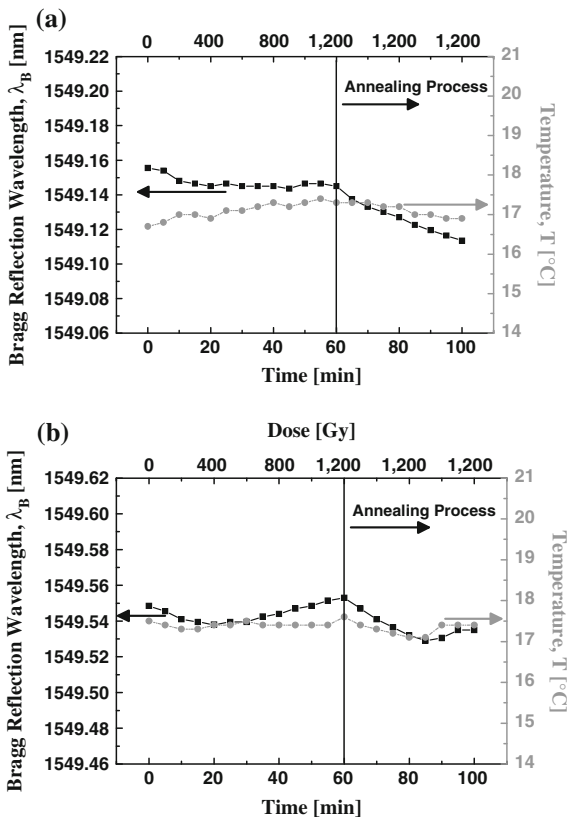 (a)
0 400 800 1,200 1,200 1,200
1549.22
1549.20
1549.18
1549.16
1549.14
1549.12
1549.10
1549.08
1549.06
Bragg Reflection Wavelength, λB [nm]
Annealing Process
21
20
19
18
17
16
15
14
Temperature, T [°C]
0 20 40 60 80 100
Time [min]
(b)
Dose [Gy]
0 400 800 1,200 1,200 1,200
1549.62
1549.60
1549.58
1549.56
1549.54
1549.52
1549.50
1549.48
1549.46
Bragg Reflection Wavelength, λB [nm]
Annealing Process
21
20
19
18
17
16
15
14
Temperature, T [°C]
0 20 40 60 80 100
Time [min]